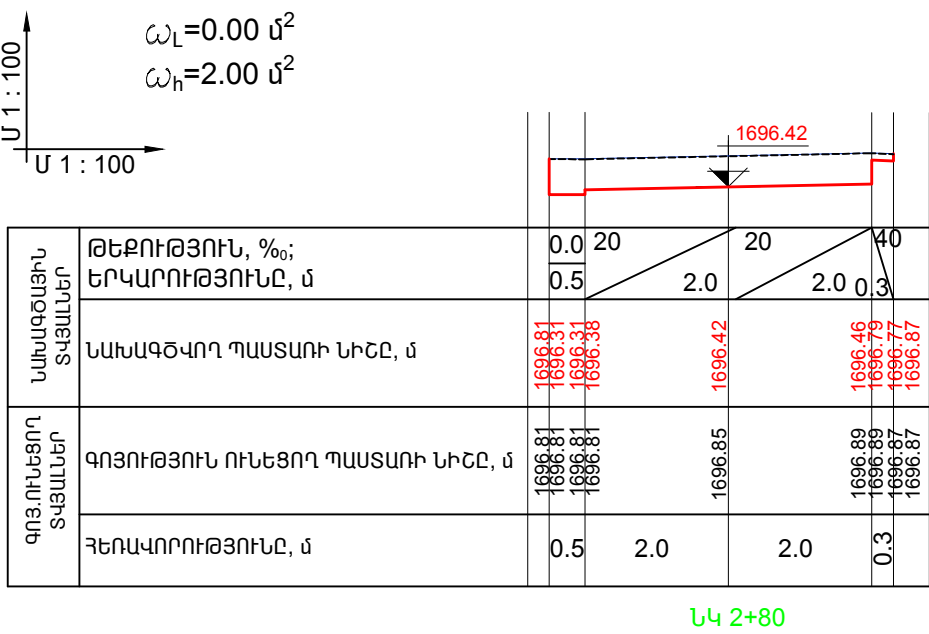 Մ 1 : 100
Մ 1 : 100
ωL=0.00 մ²
ωh=2.00 մ²
1696.42
ՆԱԽԱԳԾԱՅԻՆ
ՏՎՅԱԼՆԵՐ
ԹԵՔՈՒԹՅՈՒՆ, ‰;
ԵՐԿԱՐՈՒԹՅՈՒՆԸ, մ
0.0 20 20 40
0.5 2.0 2.0 0.3
ՆԱԽԱԳԾՎՈՂ ՊԱՍՏԱՌԻ ՆԻՇԸ, մ
1696.81 1696.31 1696.31 1696.38 1696.42 1696.46 1696.79 1696.77 1696.87
ԳՈՅ.ՈՒՆԵՑՈՂ
ՏՎՅԱԼՆԵՐ
ԳՈՅՈՒԹՅՈՒՆ ՈՒՆԵՑՈՂ ՊԱՍՏԱՌԻ ՆԻՇԸ, մ
1696.81 1696.81 1696.81 1696.81 1696.85 1696.89 1696.89 1696.87 1696.87
ՀԵՌԱՎՈՐՈՒԹՅՈՒՆԸ, մ
0.5 2.0 2.0 0.3
ՆԿ 2+80